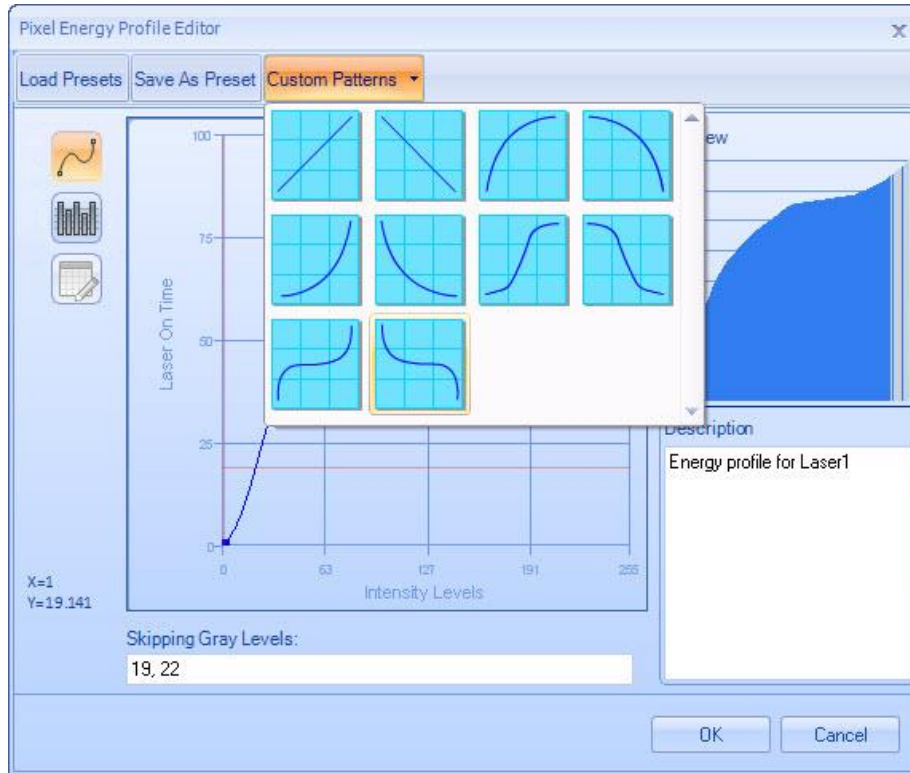 Pixel Energy Profile Editor
x
Load Presets Save As Preset Custom Patterns
100
75
50
25
0
Laser On Time
0 63 127 191 255
Intensity Levels
X=1
Y=19.141
ew
Description
Energy profile for Laser1
Skipping Gray Levels:
19, 22
OK Cancel